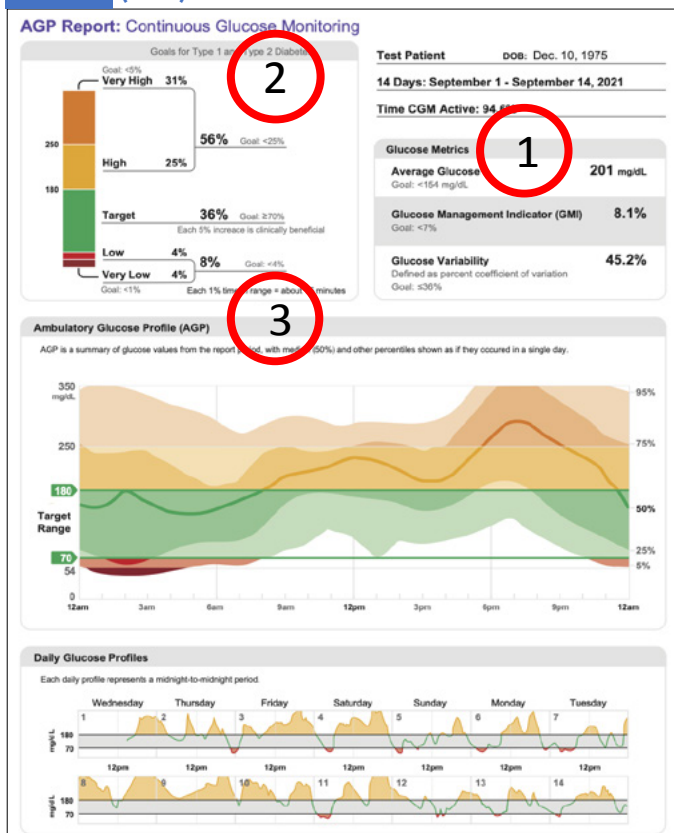 AGP Report: Continuous Glucose Monitoring
Goals for Type 1 and Type 2 Diabetes
2
Goal: <5%
Very High 31%
56% Goal: <25%
250
High 25%
180
Target 36% Goal: ≥70%
Each 5% increase is clinically beneficial
Low 4%
8% Goal: <4%
Very Low 4%
Goal: <1%
Each 1% time range = about minutes
Test Patient DOB: Dec. 10, 1975
14 Days: September 1 - September 14, 2021
Time CGM Active: 94.
Glucose Metrics
1
Average Glucose 201 mg/dL
Goal: <154 mg/dL
Glucose Management Indicator (GMI) 8.1%
Goal: <7%
Glucose Variability 45.2%
Defined as percent coefficient of variation
Goal: ≤36%
3
Ambulatory Glucose Profile (AGP)
AGP is a summary of glucose values from the report period, with median (50%) and other percentiles shown as if they occured in a single day.
350
mg/dL
95%
250
75%
180
Target
Range
50%
70
25%
54
5%
0
12am 3am 6am 9am 12pm 3pm 6pm 9pm 12am
Daily Glucose Profiles
Each daily profile represents a midnight-to-midnight period.
Wednesday Thursday Friday Saturday Sunday Monday Tuesday
1 2 3 4 5 6 7
mg/dL
180
70
12pm 12pm 12pm 12pm 12pm 12pm 12pm
8 9 10 11 12 13 14
mg/dL
180
70